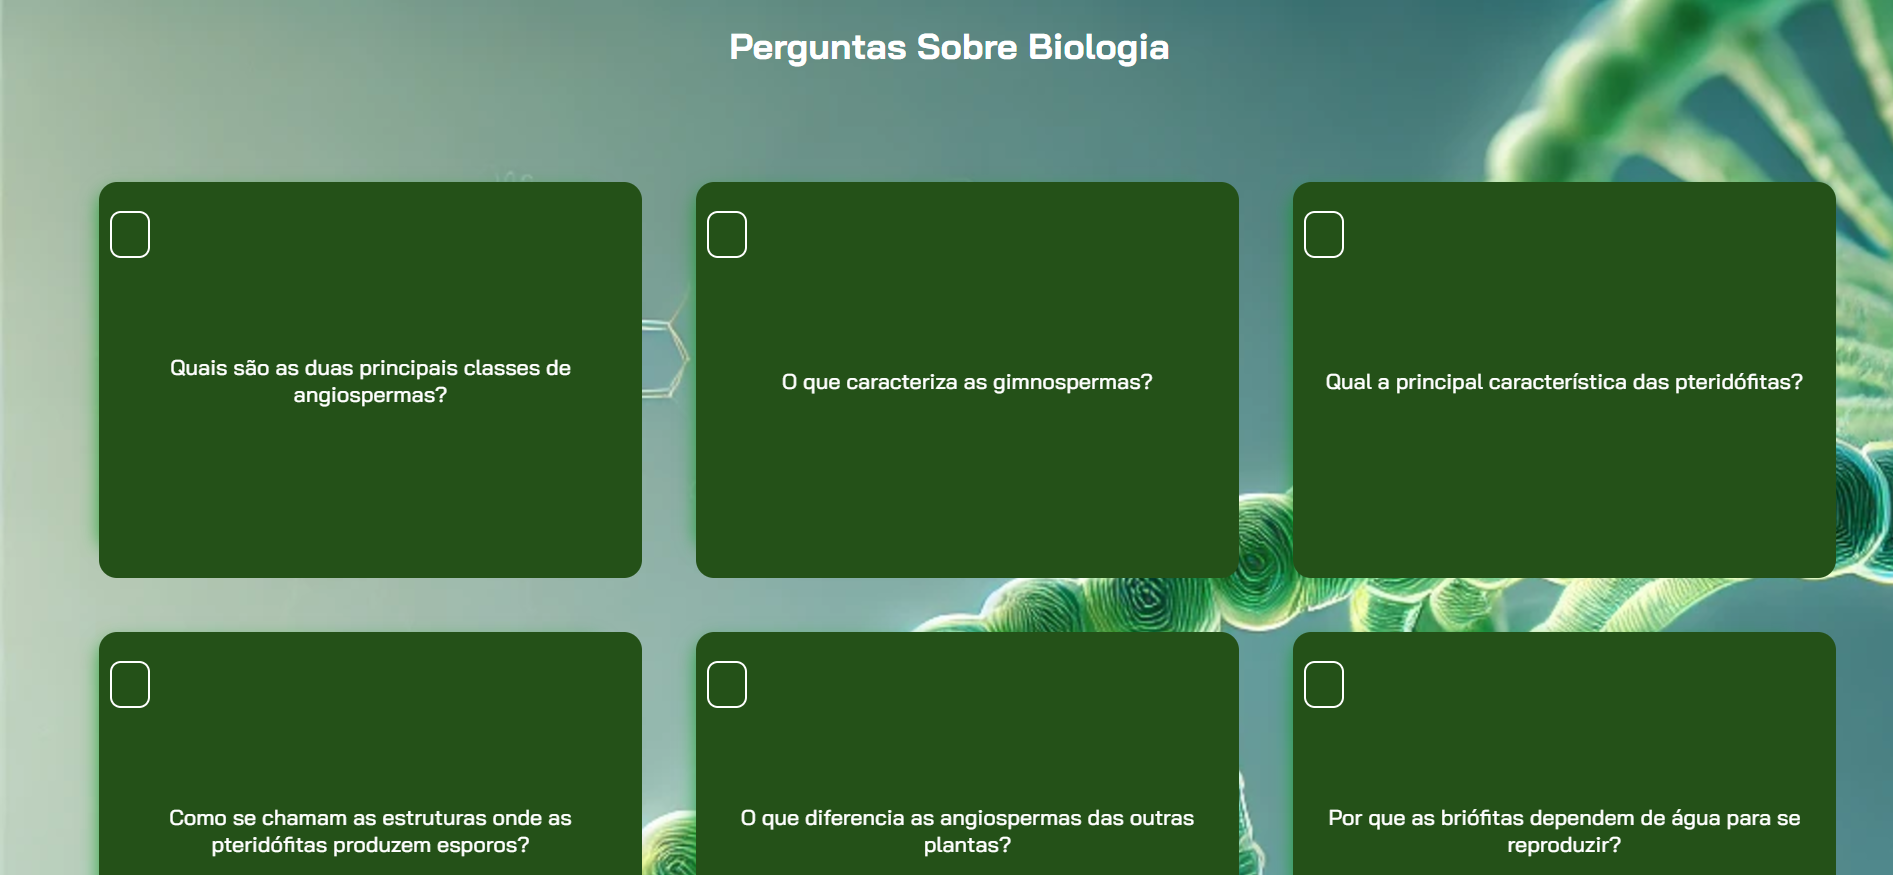 Perguntas Sobre Biologia
Quais são as duas principais classes de
angiospermas?
O que caracteriza as gimnospermas?
Qual a principal característica das pteridófitas?
Como se chamam as estruturas onde as
pteridófitas produzem esporos?
O que diferencia as angiospermas das outras
plantas?
Por que as briófitas dependem de água para se
reproduzir?